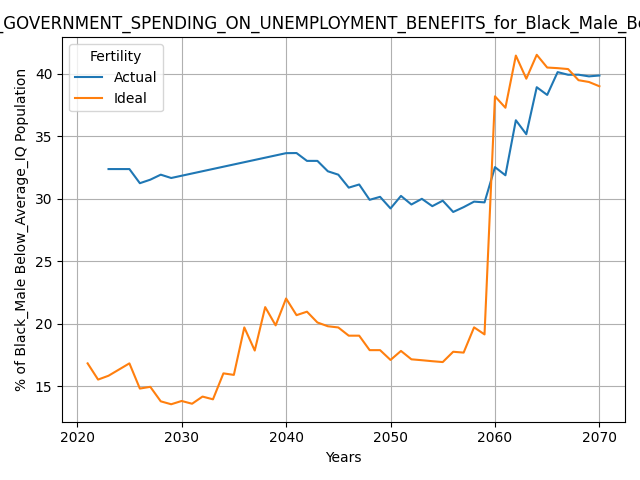 _GOVERNMENT_SPENDING_ON_UNEMPLOYMENT_BENEFITS_for_Black_Male_Be
Fertility
Actual
Ideal
% of Black_Male Below_Average_IQ Population
40
35
30
25
20
15
2020 2030 2040 2050 2060 2070
Years